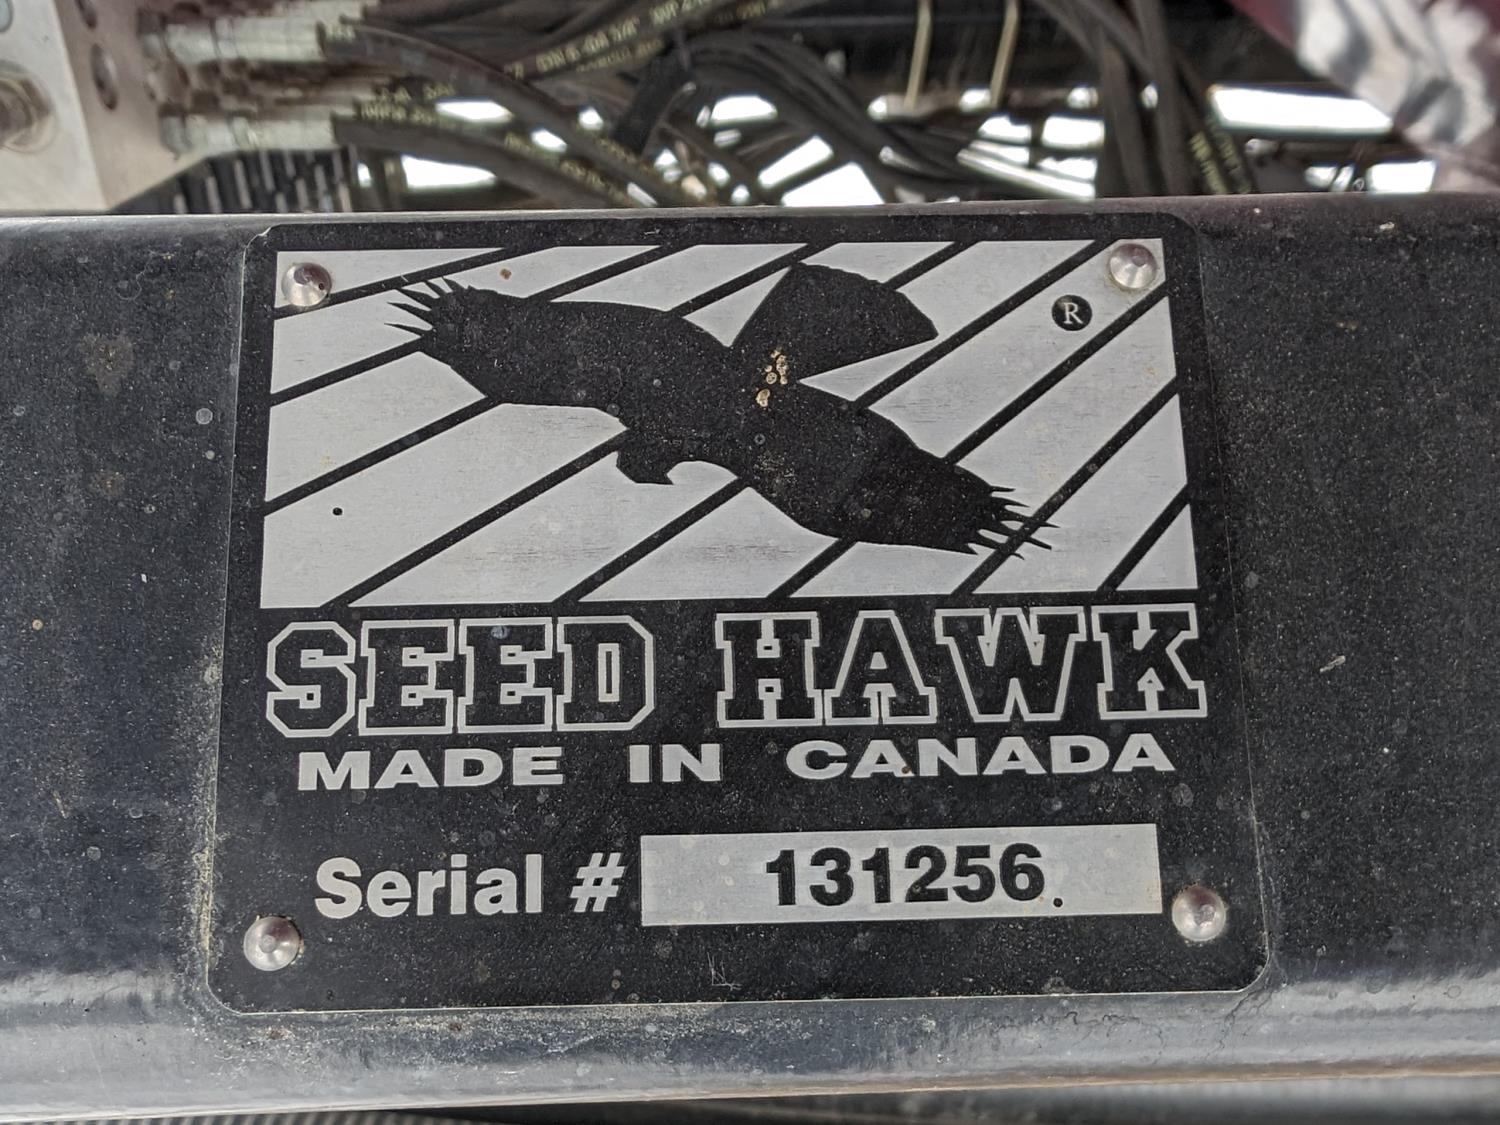 ®
SEED HAWK
MADE IN CANADA
Serial # 131256